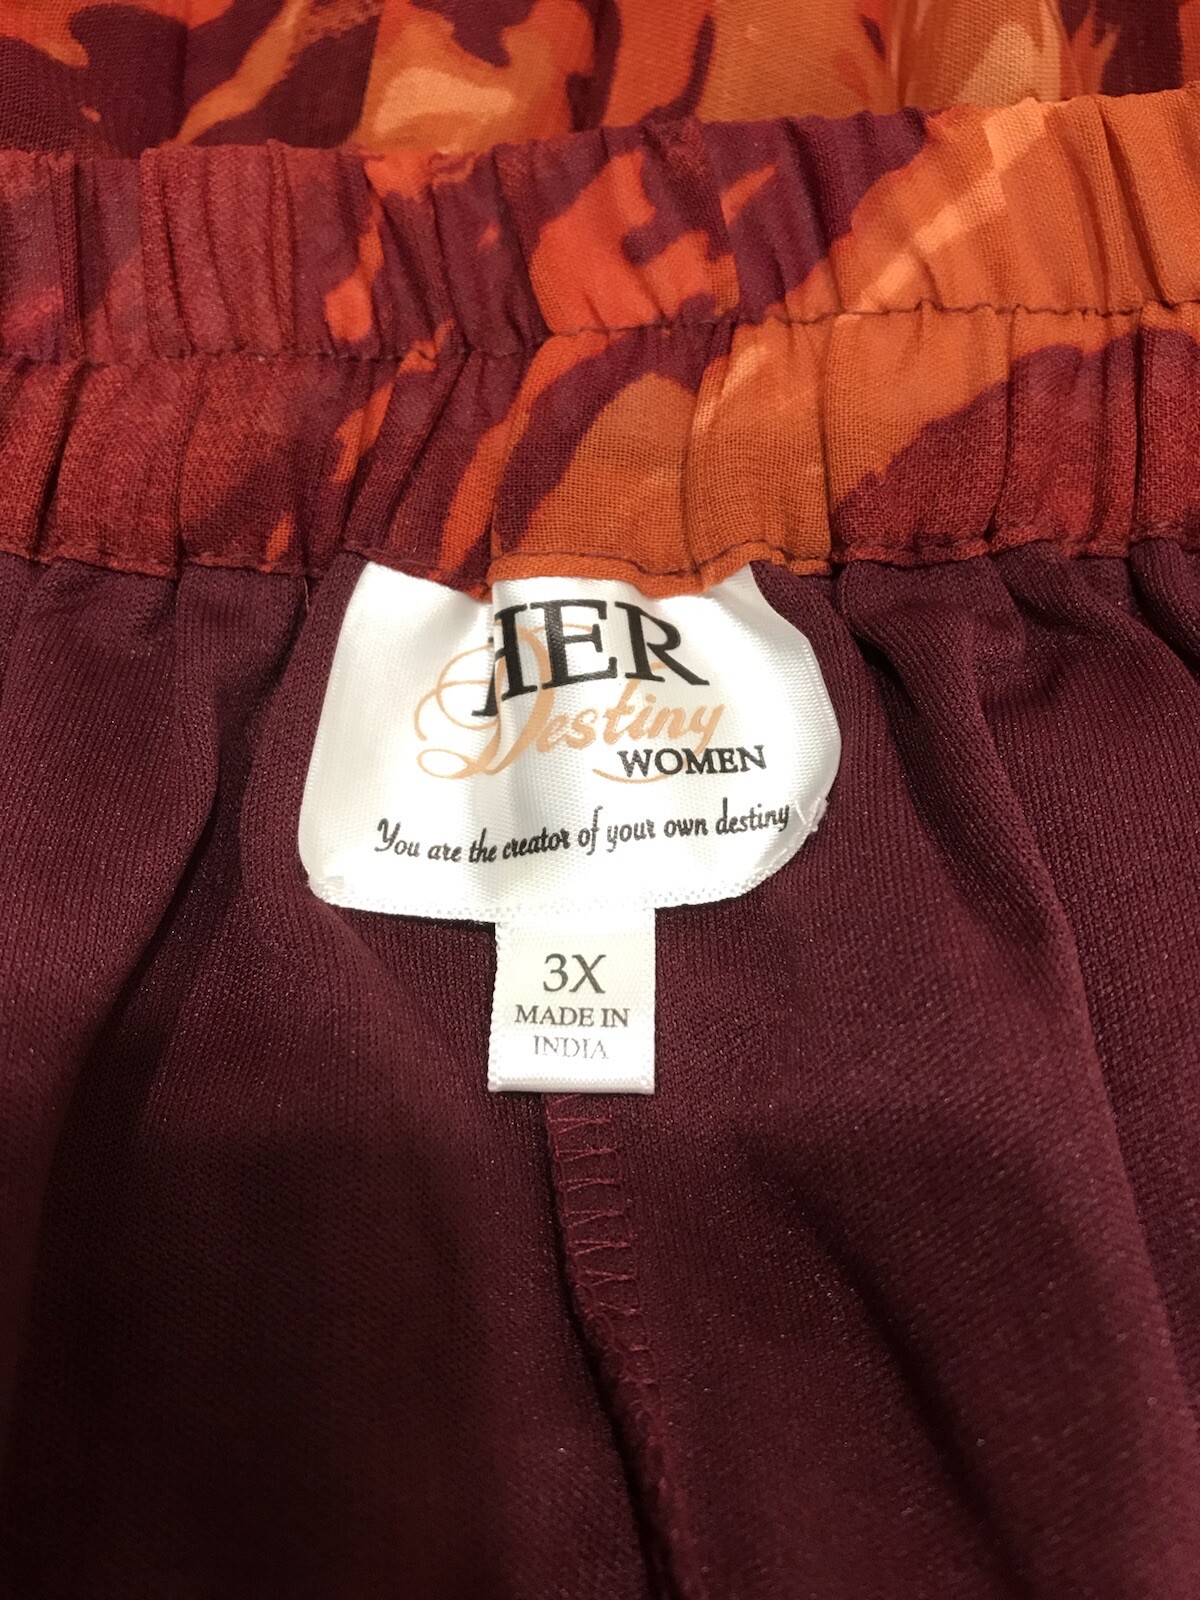 HER
Destiny
WOMEN
You are the creator of your own destiny
3X
MADE IN
INDIA